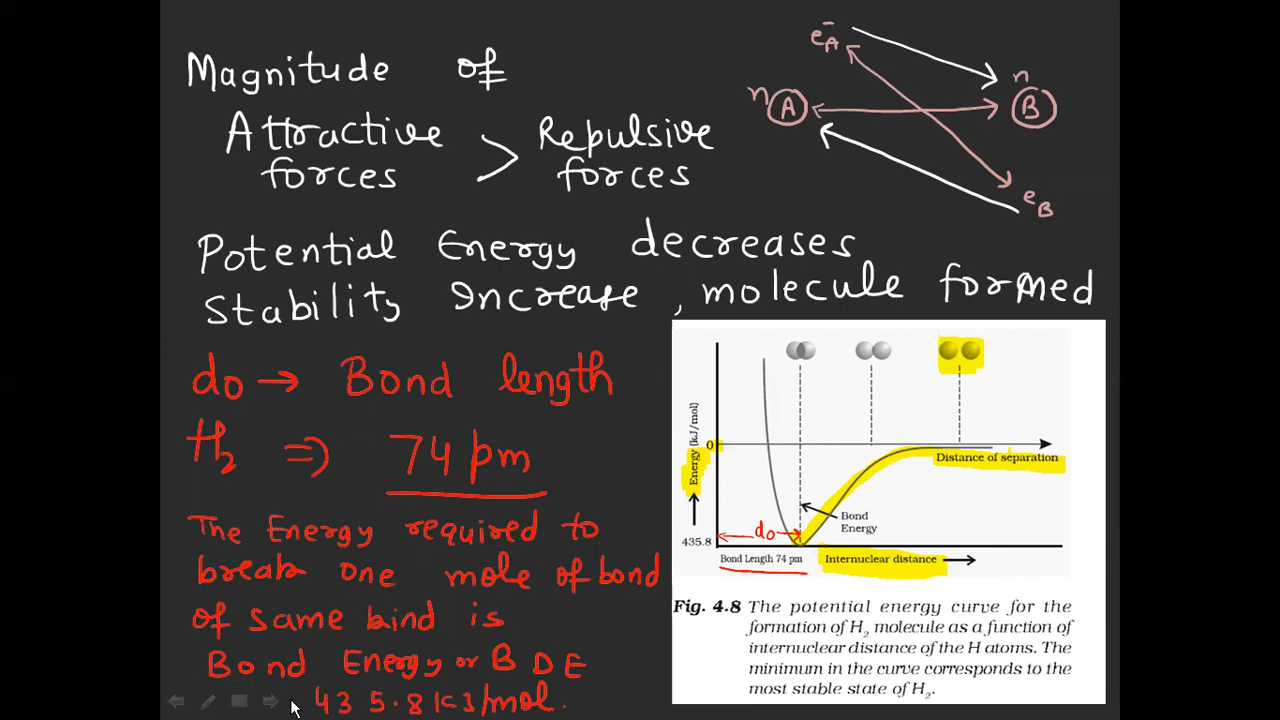 Magnitude of
Attractive forces > Repulsive forces
Potential Energy decreases
Stability Increase, molecule formed
do → Bond length
H2 => 74 pm
The Energy required to
break one mole of bond
of same bind is
Bond Energy or B D E
435.8 KJ/mol.
e-A
nA
n
B
eB
Energy (kJ/mol)
0
Distance of separation
Bond
Energy
do
435.8
Bond Length 74 pm
Internuclear distance
Fig. 4.8 The potential energy curve for the
formation of H2 molecule as a function of
internuclear distance of the H atoms. The
minimum in the curve corresponds to the
most stable state of H2.